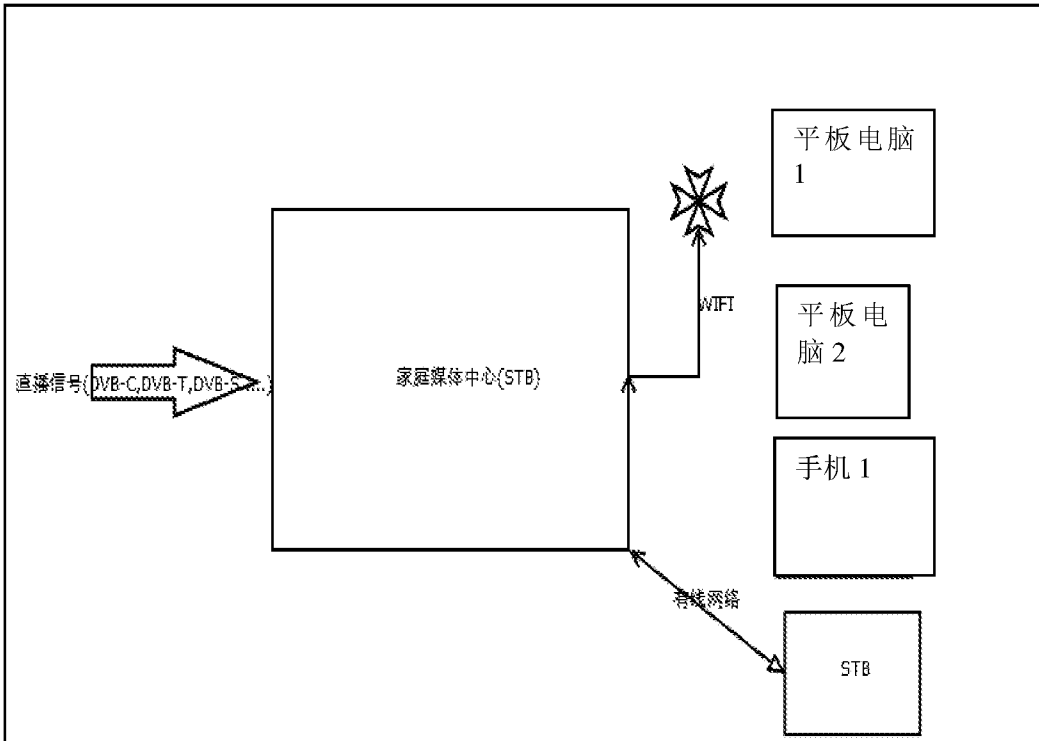 平板电脑
1
WIFI
平板电
脑 2
直播信号(DVB-C,DVB-T,DVB-S,...)
家庭媒体中心(STB)
手机 1
有线网络
STB